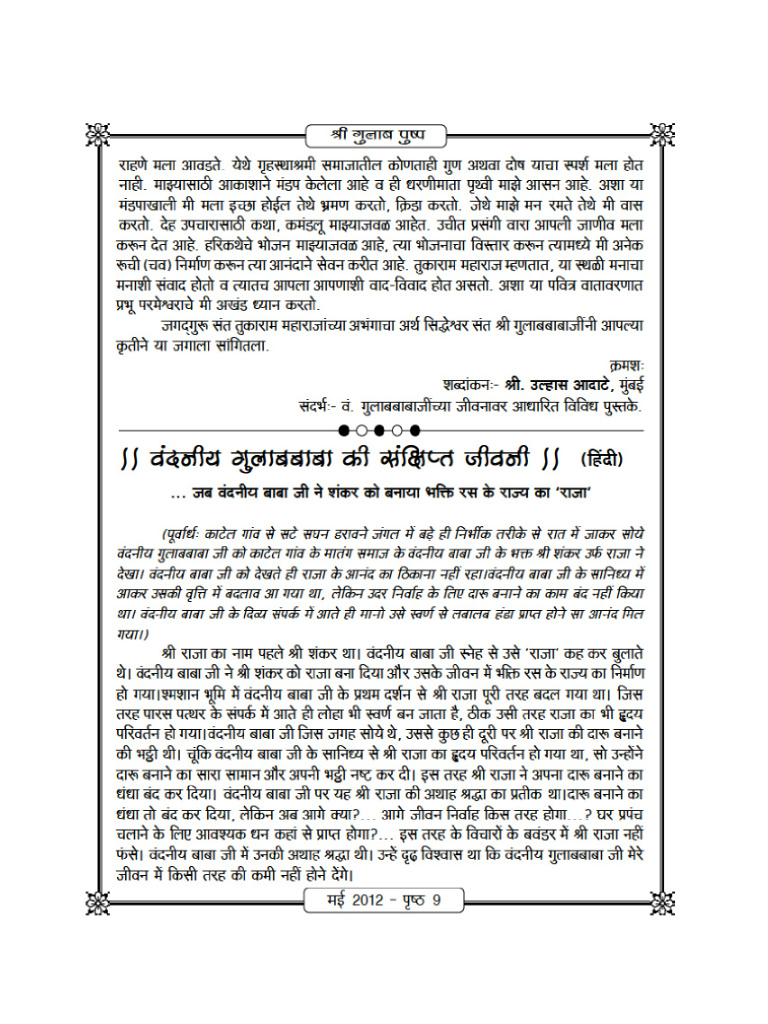 श्री गुलाब पुष्प
राहणे मला आवडते. येथे गृहस्थाश्रमी समाजातील कोणताही गुण अथवा दोष याचा स्पर्श मला होत
नाही. माझ्यासाठी आकाशाने मंडप केलेला आहे व ही धरणीमाता पृथ्वी माझे आसन आहे. अशा या
मंडपाखाली मी मला इच्छा होईल तेथे भ्रमण करतो, क्रिडा करतो. जेथे माझे मन रमते तेथे मी वास
करतो. देह उपचारासाठी कथा, कमंडलू माझ्याजवळ आहेत. उचीत प्रसंगी वारा आपली जाणीव मला
करून देत आहे. हरिकथेचे भोजन माझ्याजवळ आहे, त्या भोजनाचा विस्तार करून त्यामध्ये मी अनेक
रूची (चव) निर्माण करून त्या आनंदाने सेवन करीत आहे. तुकाराम महाराज म्हणतात, या स्थळी मनाचा
मनाशी संवाद होतो व त्यातच आपला आपणाशी वाद-विवाद होत असतो. अशा या पवित्र वातावरणात
प्रभू परमेश्वराचे मी अखंड ध्यान करतो.
जगद्‌गुरू संत तुकाराम महाराजांच्या अभंगाचा अर्थ सिद्धेश्वर संत श्री गुलाबबाबाजींनी आपल्या
कृतीने या जगाला सांगितला.
क्रमशः
शब्दांकनः- श्री. उल्हास आदाटे, मुंबई
संदर्भः- वं. गुलाबबाबाजींच्या जीवनावर आधारित विविध पुस्तके.
।। वंदनीय गुलाबबाबा की संक्षिप्त जीवनी ।। (हिंदी)
... जब वंदनीय बाबा जी ने शंकर को बनाया भक्ति रस के राज्य का ‘राजा’
(पूर्वार्धः काटेल गांव से सटे सघन डरावने जंगत में बड़े ही निर्भीक तरीके से रात में जाकर सोये
वंदनीय गुलाबबाबा जी को काटेल गांव के मातंग समाज के वंदनीय बाबा जी के भक्त श्री शंकर उर्फ राजा ने
देखा। वंदनीय बाबा जी को देखते ही राजा के आनंद का ठिकाना नहीं रहा।वंदनीय बाबा जी के सानिध्य में
आकर उसकी वृत्ति में बदलाव आ गया था, लेकिन उदर निर्वाह के लिए दारू बनाने का काम बंद नहीं किया
था। वंदनीय बाबा जी के दिव्य संपर्क में आते ही मानो उसे स्वर्ण से लबालब हंडा प्राप्त होने सा आनंद मिल
गया।)
श्री राजा का नाम पहले श्री शंकर था। वंदनीय बाबा जी स्नेह से उसे ‘राजा’ कह कर बुलाते
थे। वंदनीय बाबा जी ने श्री शंकर को राजा बना दिया और उसके जीवन में भक्ति रस के राज्य का निर्माण
हो गया।श्मशान भूमि में वंदनीय बाबा जी के प्रथम दर्शन से श्री राजा पूरी तरह बदल गया था। जिस
तरह पारस पत्थर के संपर्क में आते ही लोहा भी स्वर्ण बन जाता है, ठीक उसी तरह राजा का भी हृदय
परिवर्तन हो गया।वंदनीय बाबा जी जिस जगह सोये थे, उससे कुछ ही दूरी पर श्री राजा की दारू बनाने
की भट्ठी थी। चूंकि वंदनीय बाबा जी के सानिध्य से श्री राजा का हृदय परिवर्तन हो गया था, सो उन्होंने
दारू बनाने का सारा सामान और अपनी भट्ठी नष्ट कर दी। इस तरह श्री राजा ने अपना दारू बनाने का
धंधा बंद कर दिया। वंदनीय बाबा जी पर यह श्री राजा की अथाह श्रद्धा का प्रतीक था।दारू बनाने का
धंधा तो बंद कर दिया, लेकिन अब आगे क्या?... आगे जीवन निर्वाह किस तरह होगा...? घर प्रपंच
चलाने के लिए आवश्यक धन कहां से प्राप्त होगा?... इस तरह के विचारों के बवंडर में श्री राजा नहीं
फंसे। वंदनीय बाबा जी में उनकी अथाह श्रद्धा थी। उन्हें दृढ़ विश्वास था कि वंदनीय गुलाबबाबा जी मेरे
जीवन में किसी तरह की कमी नहीं होने देंगे।
मई 2012 - पृष्ठ 9